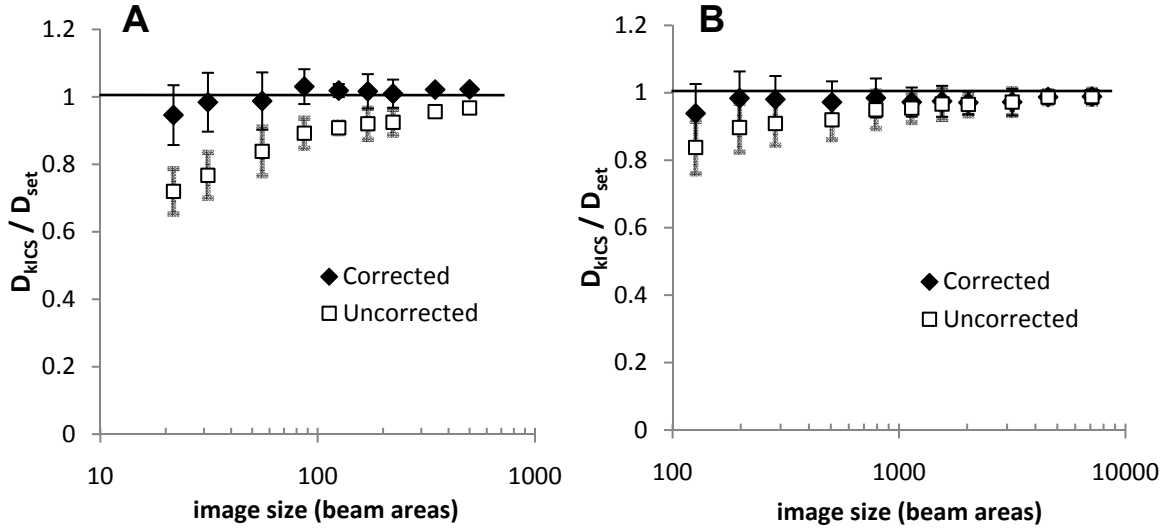 A
1.2
1
0.8
0.6
0.4
0.2
0
D_kICS / D_set
Corrected
Uncorrected
10
100
1000
image size (beam areas)
B
1.2
1
0.8
0.6
0.4
0.2
0
D_kICS / D_set
Corrected
Uncorrected
100
1000
10000
image size (beam areas)